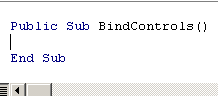 Public Sub BindControls()
End Sub